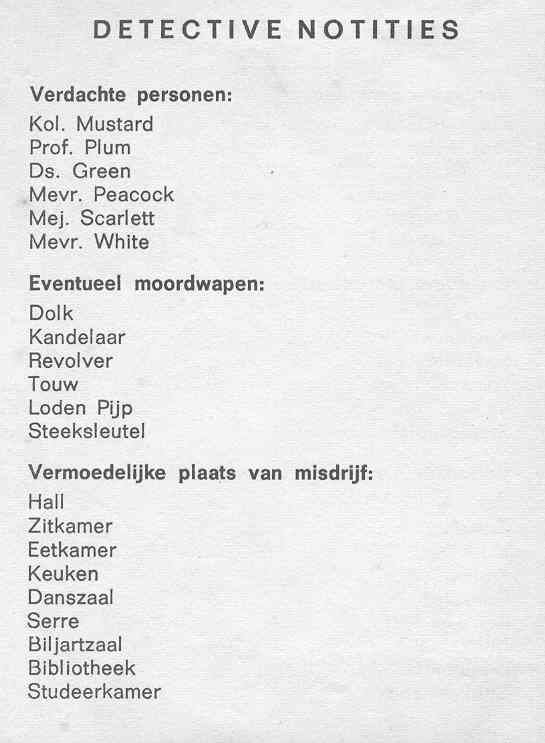 DETECTIVE NOTITIES
Verdachte personen:
Kol. Mustard
Prof. Plum
Ds. Green
Mevr. Peacock
Mej. Scarlett
Mevr. White
Eventueel moordwapen:
Dolk
Kandelaar
Revolver
Touw
Loden Pijp
Steeksleutel
Vermoedelijke plaats van misdrijf:
Hall
Zitkamer
Eetkamer
Keuken
Danszaal
Serre
Biljartzaal
Bibliotheek
Studeerkamer